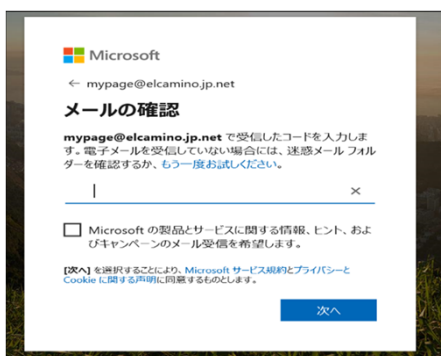 Microsoft
← mypage@elcamino.jp.net
メールの確認
mypage@elcamino.jp.net で受信したコードを入力しま
す。電子メールを受信していない場合には、迷惑メール フォル
ダーを確認するか、もう一度お試しください。
Microsoft の製品とサービスに関する情報、ヒント、およ
びキャンペーンのメール受信を希望します。
[次へ] を選択することにより、Microsoft サービス規約とプライバシーと
Cookie に関する声明に同意するものとします。
次へ